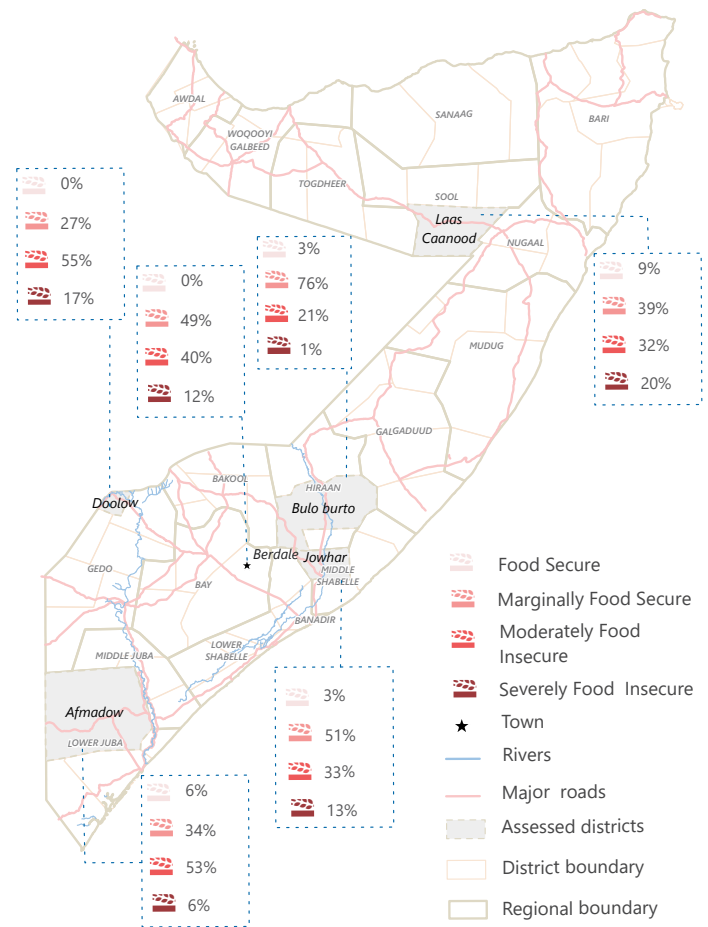 AWDAL
WOQOOYI
GALBEED
SANAAG
BARI
TOGDHEER
SOOL
Laas
Caanood
NUGAAL
0%
27%
55%
17%
0%
49%
40%
12%
3%
76%
21%
1%
9%
39%
32%
20%
MUDUG
GALGADUUD
BAKOOL
HIRAAN
Doolow
Bulo burto
Berdale
Jowhar
GEDO
BAY
MIDDLE
SHABELLE
BANADIR
LOWER
SHABELLE
MIDDLE JUBA
Afmadow
LOWER JUBA
3%
51%
33%
13%
6%
34%
53%
6%
Food Secure
Marginally Food Secure
Moderately Food
Insecure
Severely Food Insecure
Town
Rivers
Major roads
Assessed districts
District boundary
Regional boundary